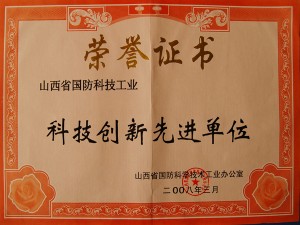 荣誉证书
山西省国防科技工业
科技创新先进单位
山西省国防科学技术工业办公室
二00八年三月